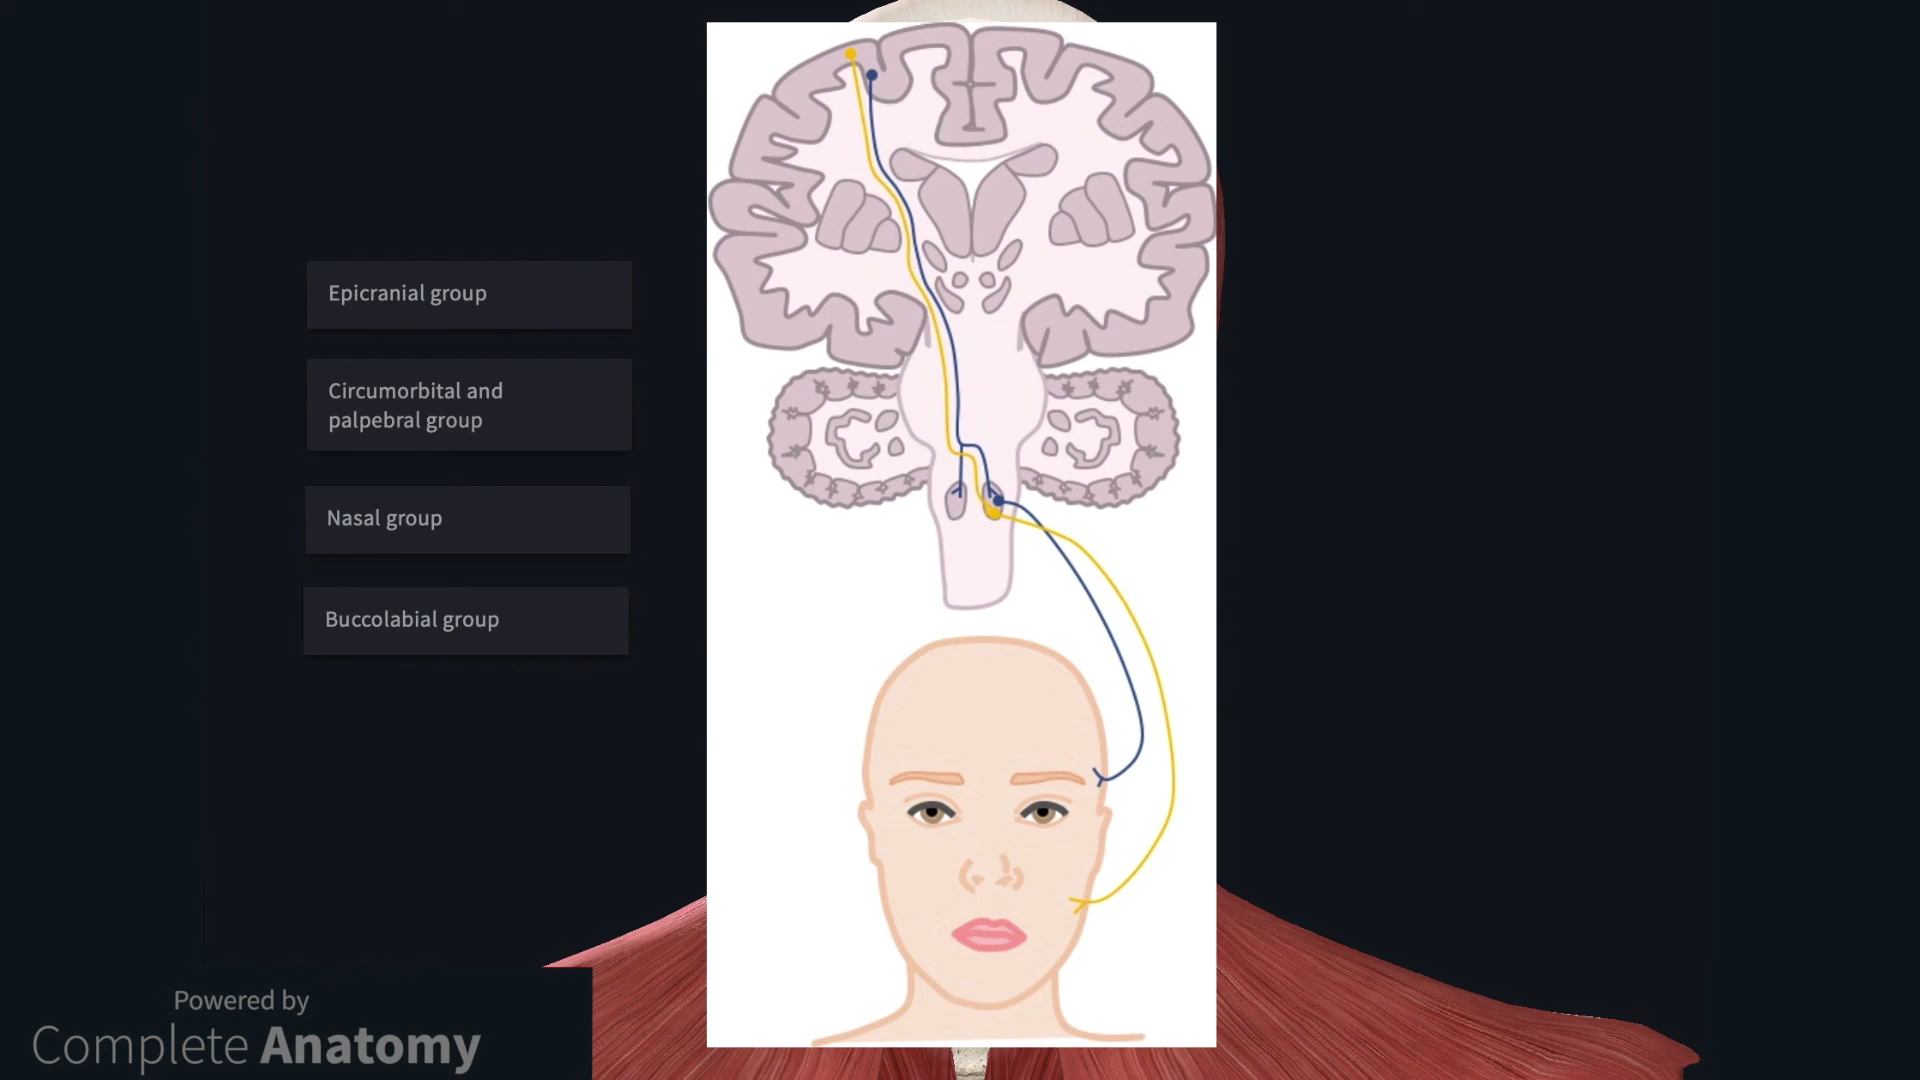 Epicranial group
Circumorbital and
palpebral group
Nasal group
Buccolabial group
Powered by
Complete Anatomy